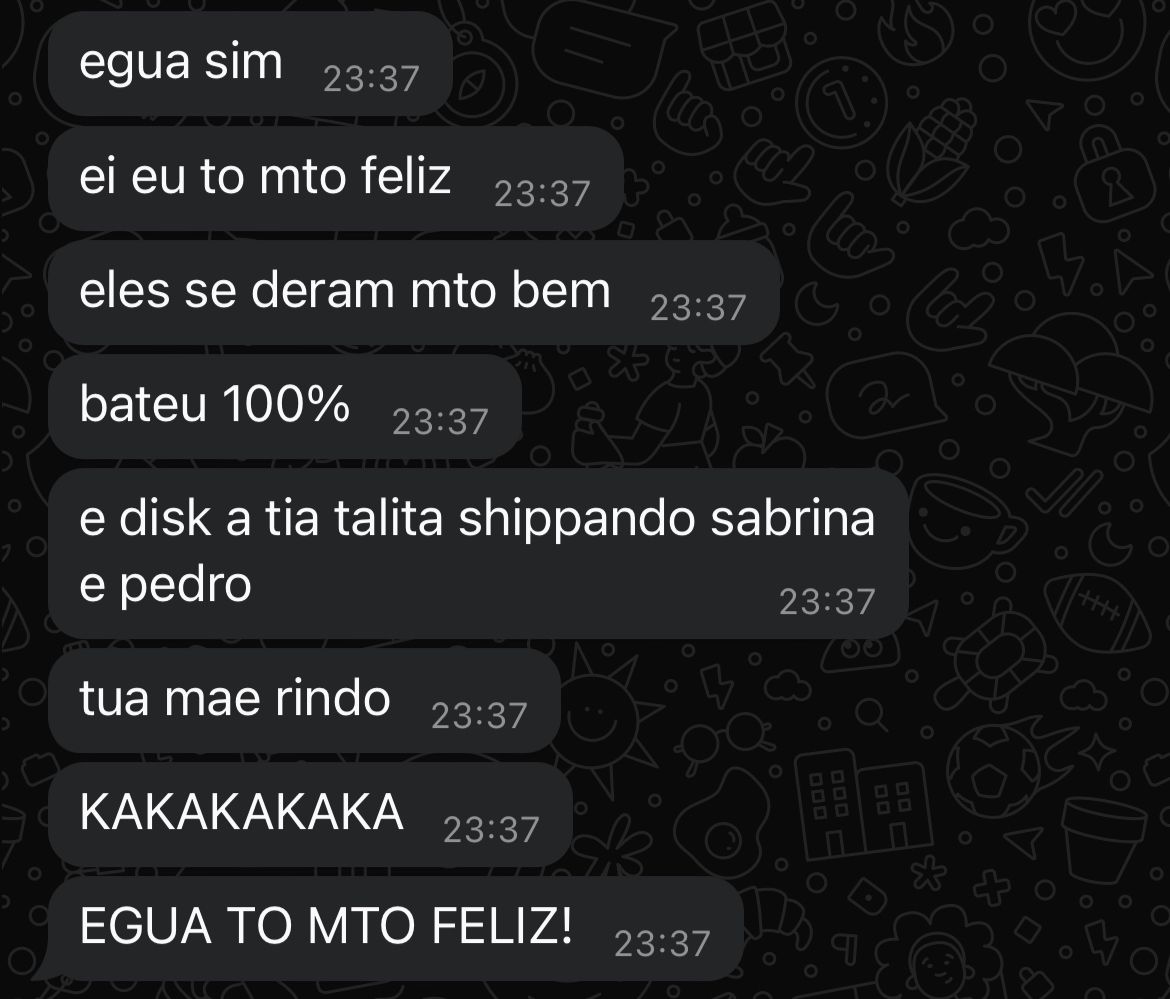 egua sim 23:37
ei eu to mto feliz 23:37
eles se deram mto bem 23:37
bateu 100% 23:37
e disk a tia talita shippando sabrina
e pedro 23:37
tua mae rindo 23:37
KAKAKAKAKA 23:37
EGUA TO MTO FELIZ! 23:37